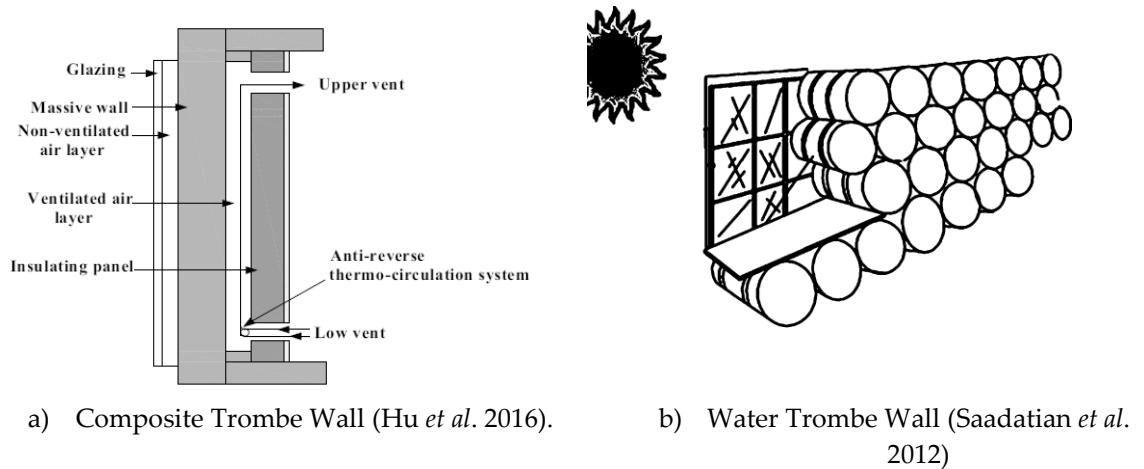 Glazing
Massive wall
Non-ventilated
air layer
Ventilated air
layer
Insulating panel
Upper vent
Anti-reverse
thermo-circulation system
Low vent
a) Composite Trombe Wall (Hu et al. 2016).
b) Water Trombe Wall (Saadatian et al.
2012)